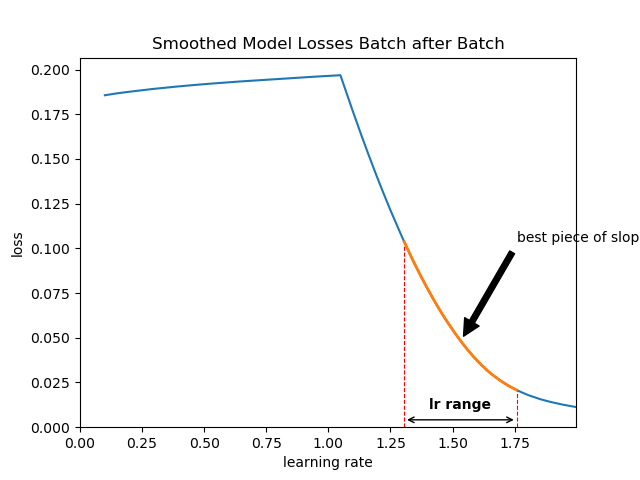 Smoothed Model Losses Batch after Batch
0.200
0.175
0.150
0.125
0.100
0.075
0.050
0.025
0.000
loss
best piece of slop
lr range
0.00 0.25 0.50 0.75 1.00 1.25 1.50 1.75
learning rate